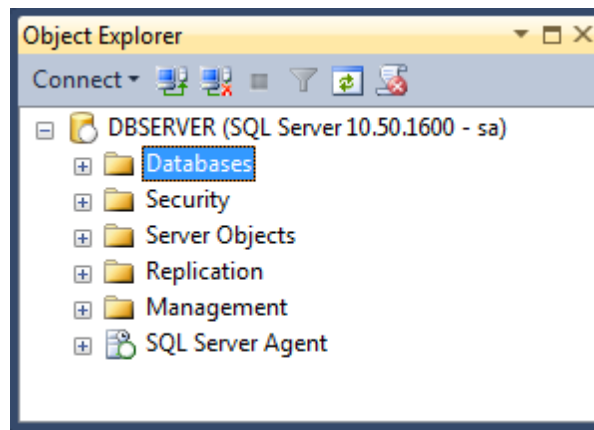 Object Explorer
Connect
DBSERVER (SQL Server 10.50.1600 - sa)
Databases
Security
Server Objects
Replication
Management
SQL Server Agent